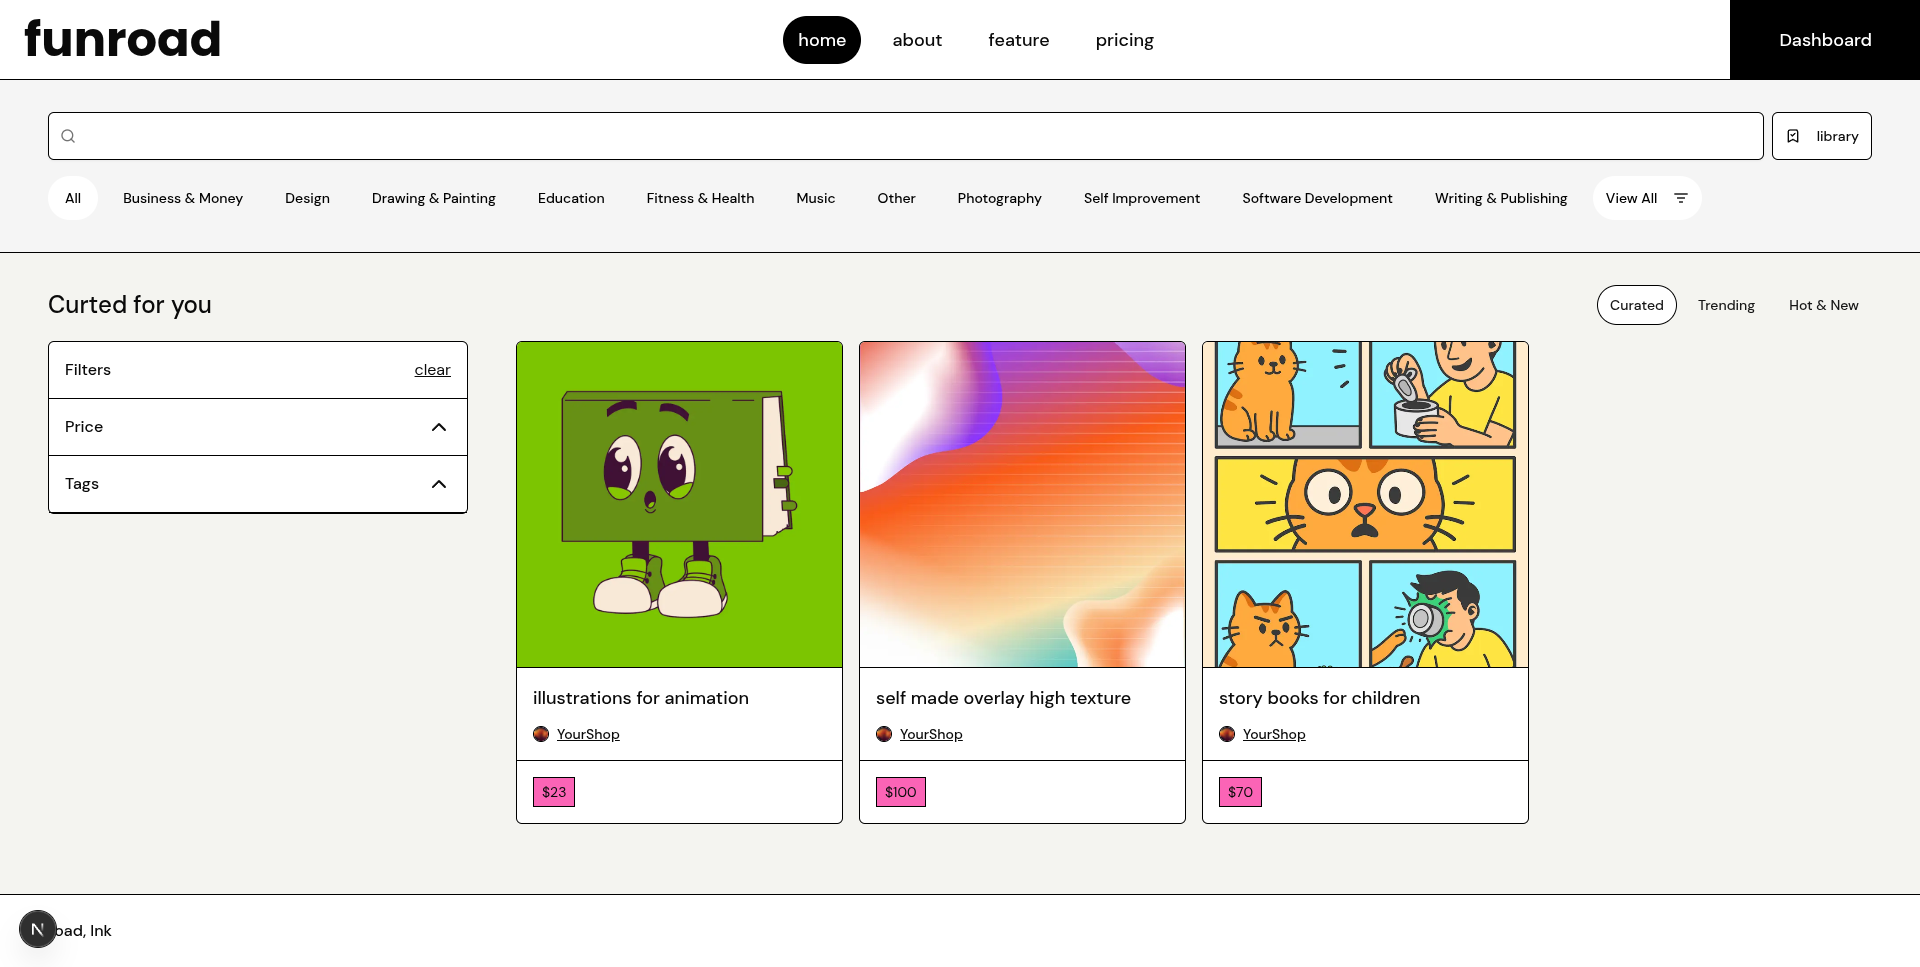 funroad
home about feature pricing
Dashboard
library
All Business & Money Design Drawing & Painting Education Fitness & Health Music Other Photography Self Improvement Software Development Writing & Publishing View All
Curted for you
Curated Trending Hot & New
Filters clear
Price
Tags
illustrations for animation
YourShop
$23
self made overlay high texture
YourShop
$100
story books for children
YourShop
$70
N
oad, Ink